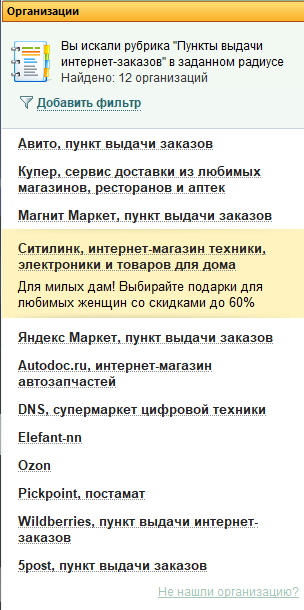 Организации
Вы искали рубрика "Пункты выдачи
интернет-заказов" в заданном радиусе
Найдено: 12 организаций
Добавить фильтр
Авито, пункт выдачи заказов
Купер, сервис доставки из любимых
магазинов, ресторанов и аптек
Магнит Маркет, пункт выдачи заказов
Ситилинк, интернет-магазин техники,
электроники и товаров для дома
Для милых дам! Выбирайте подарки для
любимых женщин со скидками до 60%
Яндекс Маркет, пункт выдачи заказов
Autodoc.ru, интернет-магазин
автозапчастей
DNS, супермаркет цифровой техники
Elefant-nn
Ozon
Pickpoint, постамат
Wildberries, пункт выдачи интернет-
заказов
5post, пункт выдачи заказов
Не нашли организацию?